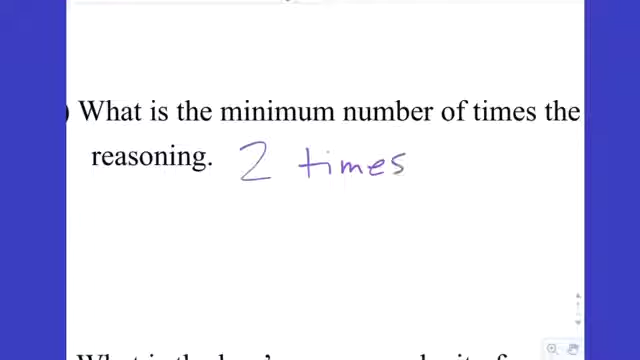 ) What is the minimum number of times the
reasoning. 2 times